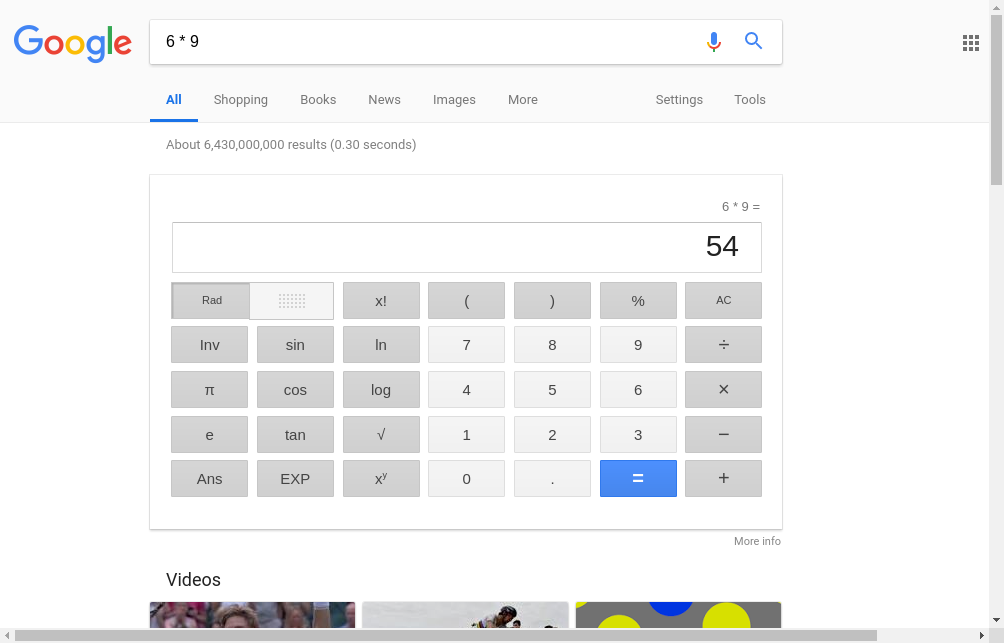 Google
6 * 9
All Shopping Books News Images More Settings Tools
About 6,430,000,000 results (0.30 seconds)
6 * 9 =
54
Rad x! ( ) % AC
Inv sin ln 7 8 9 ÷
π cos log 4 5 6 ×
e tan √ 1 2 3 −
Ans EXP xʸ 0 . = +
More info
Videos